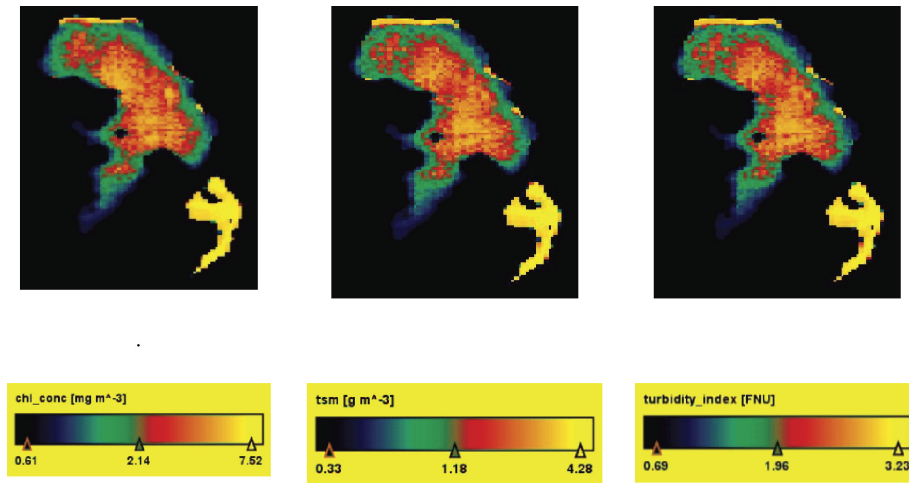 chl_conc [mg m^-3]
0.61 2.14 7.52
tsm [g m^-3]
0.33 1.18 4.28
turbidity_index [FNU]
0.69 1.96 3.23